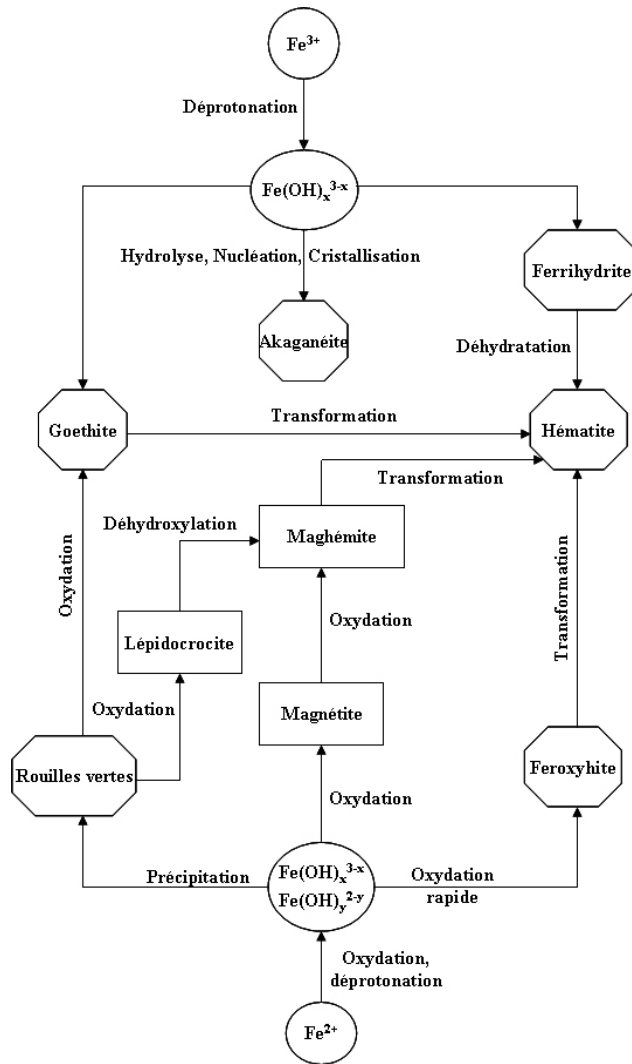 Fe³⁺
Déprotonation
Fe(OH)ₓ³⁻ˣ
Hydrolyse, Nucléation, Cristallisation
Ferrihydrite
Akaganéite
Déhydratation
Goethite
Transformation
Hématite
Transformation
Déhydroxylation
Maghémite
Oxydation
Transformation
Oxydation
Lépidocrocite
Oxydation
Magnétite
Rouilles vertes
Feroxyhite
Oxydation
Précipitation
Fe(OH)ₓ³⁻ˣ
Fe(OH)ᵧ²⁻ʸ
Oxydation
rapide
Oxydation,
déprotonation
Fe²⁺